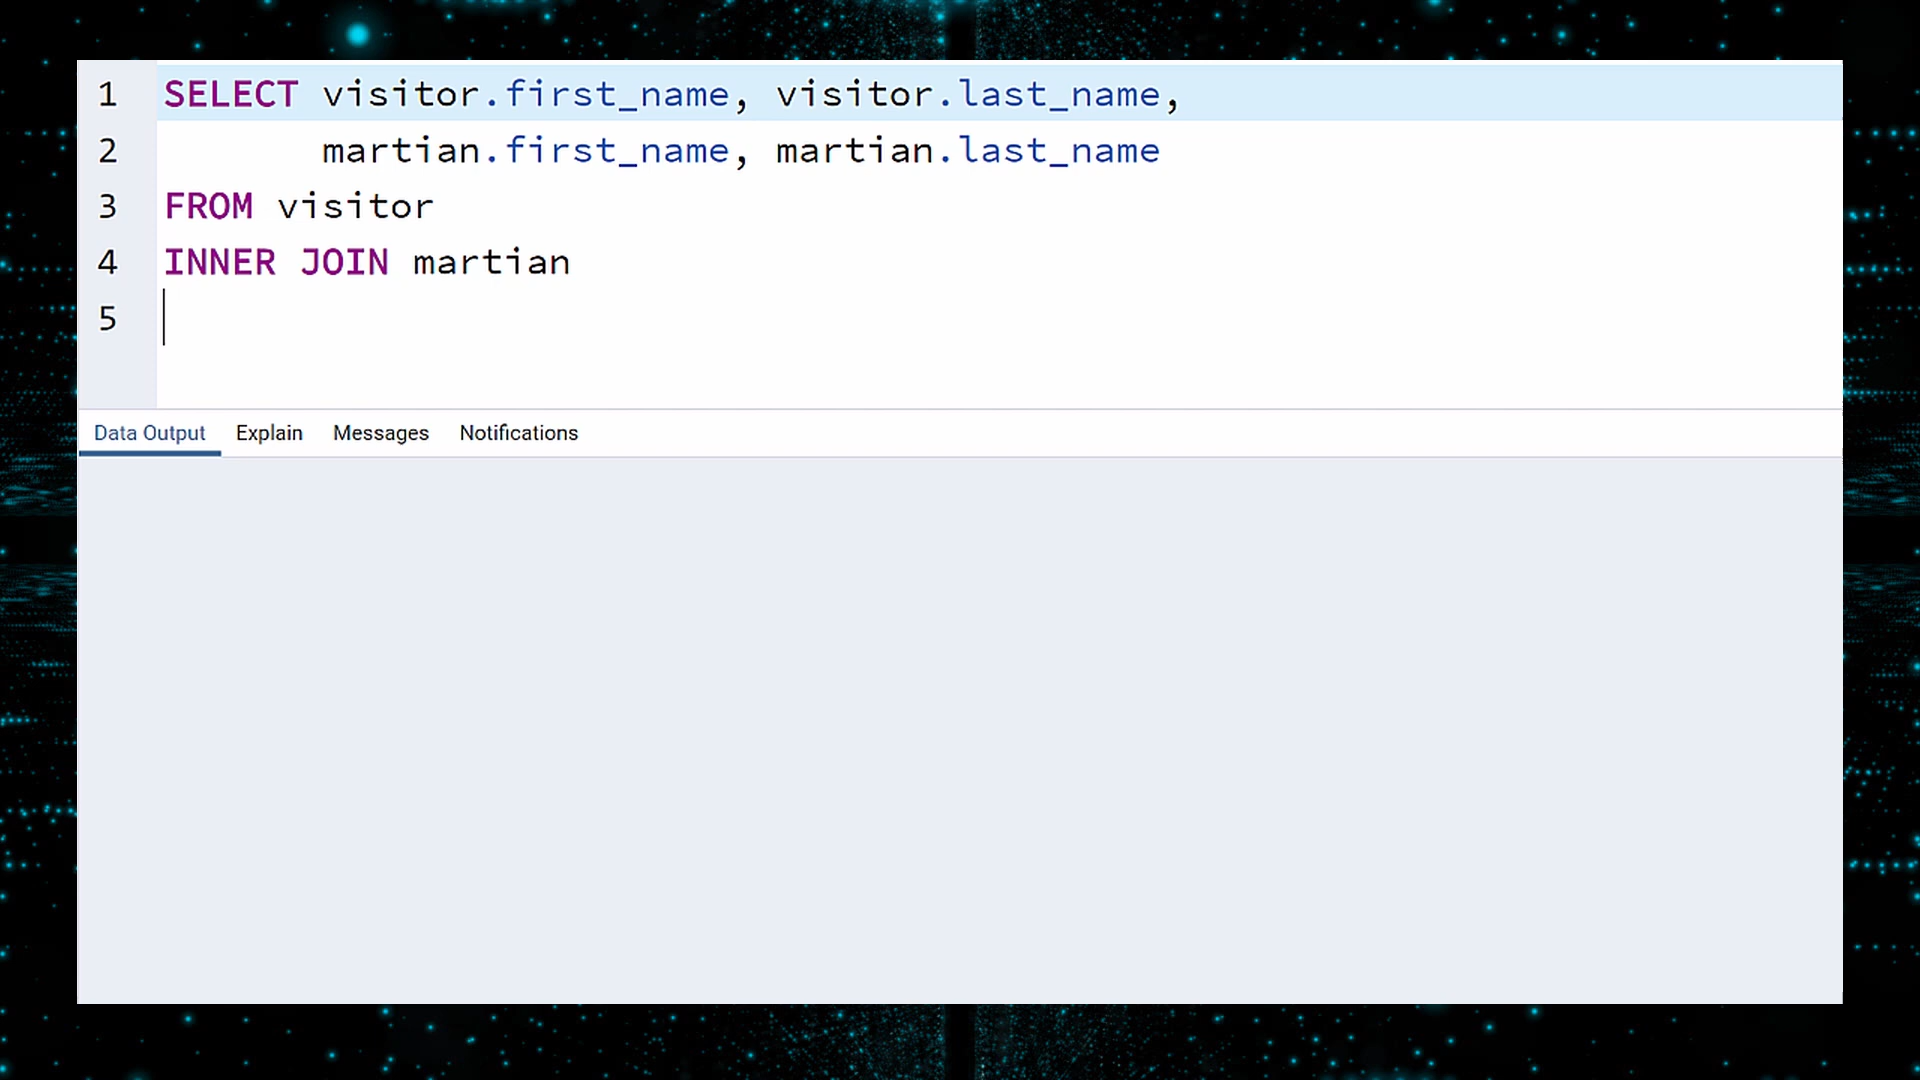 1 SELECT visitor.first_name, visitor.last_name,
2 martian.first_name, martian.last_name
3 FROM visitor
4 INNER JOIN martian
5
Data Output Explain Messages Notifications